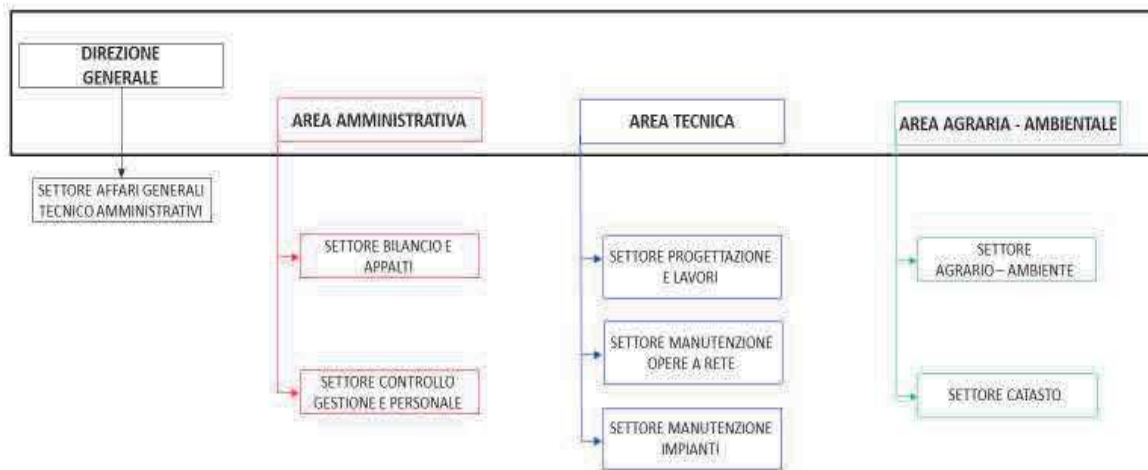 DIREZIONE
GENERALE
AREA AMMINISTRATIVA
AREA TECNICA
AREA AGRARIA - AMBIENTALE
SETTORE AFFARI GENERALI
TECNICO AMMINISTRATIVI
SETTORE BILANCIO E
APPALTI
SETTORE CONTROLLO
GESTIONE E PERSONALE
SETTORE PROGETTAZIONE
E LAVORI
SETTORE MANUTENZIONE
OPERE A RETE
SETTORE MANUTENZIONE
IMPIANTI
SETTORE
AGRARIO – AMBIENTE
SETTORE CATASTO